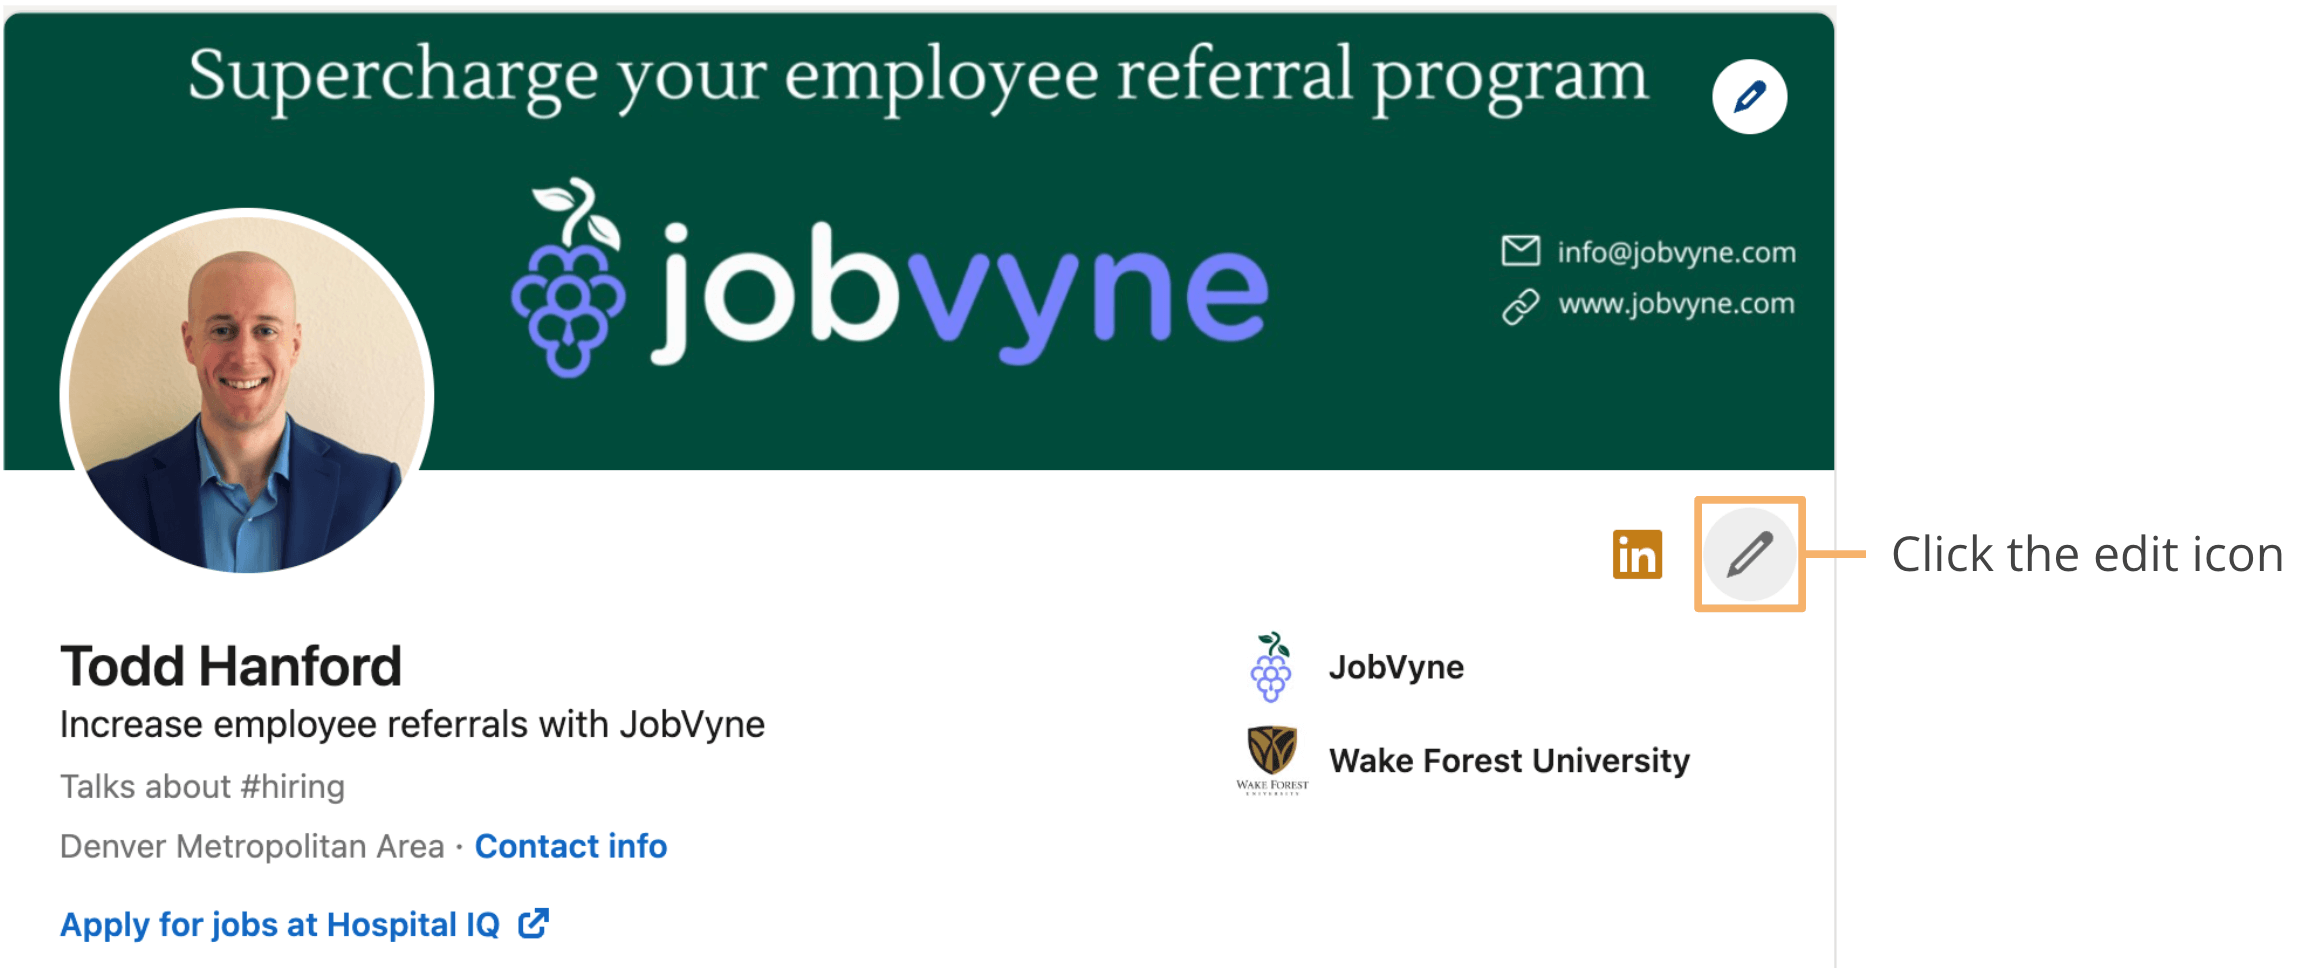 Supercharge your employee referral program
jobvyne
info@jobvyne.com
www.jobvyne.com
in
Click the edit icon
Todd Hanford
JobVyne
Increase employee referrals with JobVyne
WAKE FOREST
UNIVERSITY
Wake Forest University
Talks about #hiring
Denver Metropolitan Area · Contact info
Apply for jobs at Hospital IQ